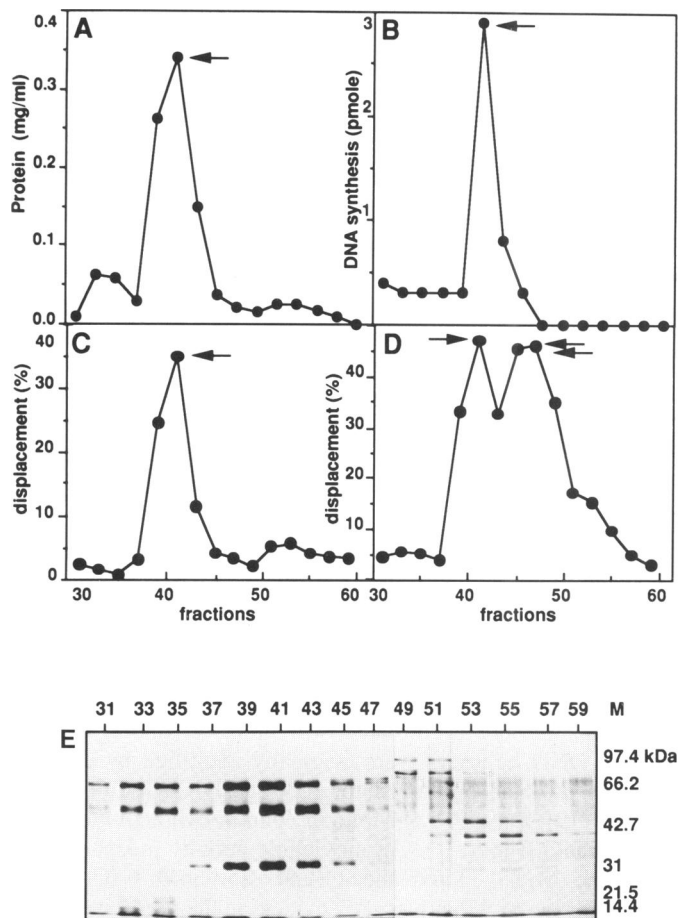 A
Protein (mg/ml)
0.4
0.3
0.2
0.1
0.0
B
DNA synthesis (pmole)
3
2
1
C
displacement (%)
35
30
20
10
0
30
40
50
60
fractions
D
displacement (%)
40
30
20
10
30
40
50
60
fractions
31 33 35 37 39 41 43 45 47 49 51 53 55 57 59 M
E
97.4 kDa
66.2
42.7
31
21.5
14.4